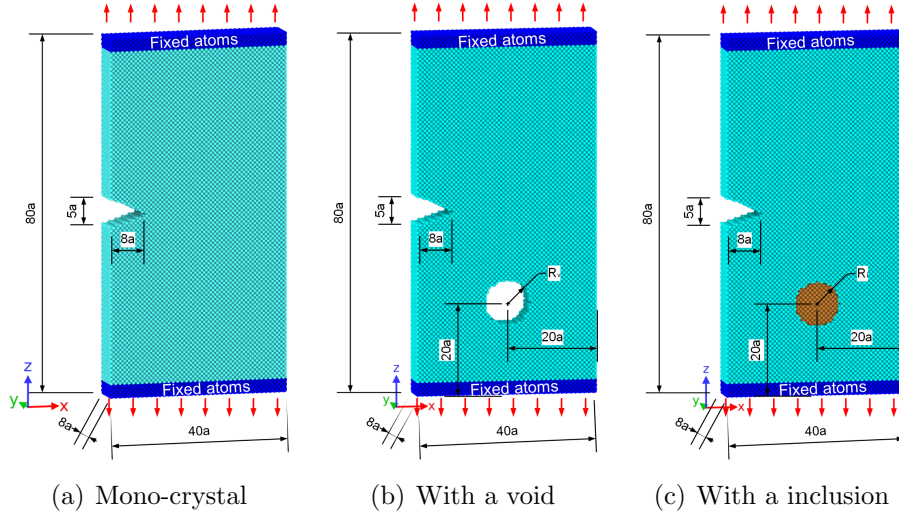 Fixed atoms
80a
5a
8a
z
y
x
Fixed atoms
8a
40a
(a) Mono-crystal
Fixed atoms
80a
5a
8a
R
20a
20a
z
y
x
Fixed atoms
8a
40a
(b) With a void
Fixed atoms
80a
5a
8a
R
20a
20a
z
y
x
Fixed atoms
8a
40a
(c) With a inclusion